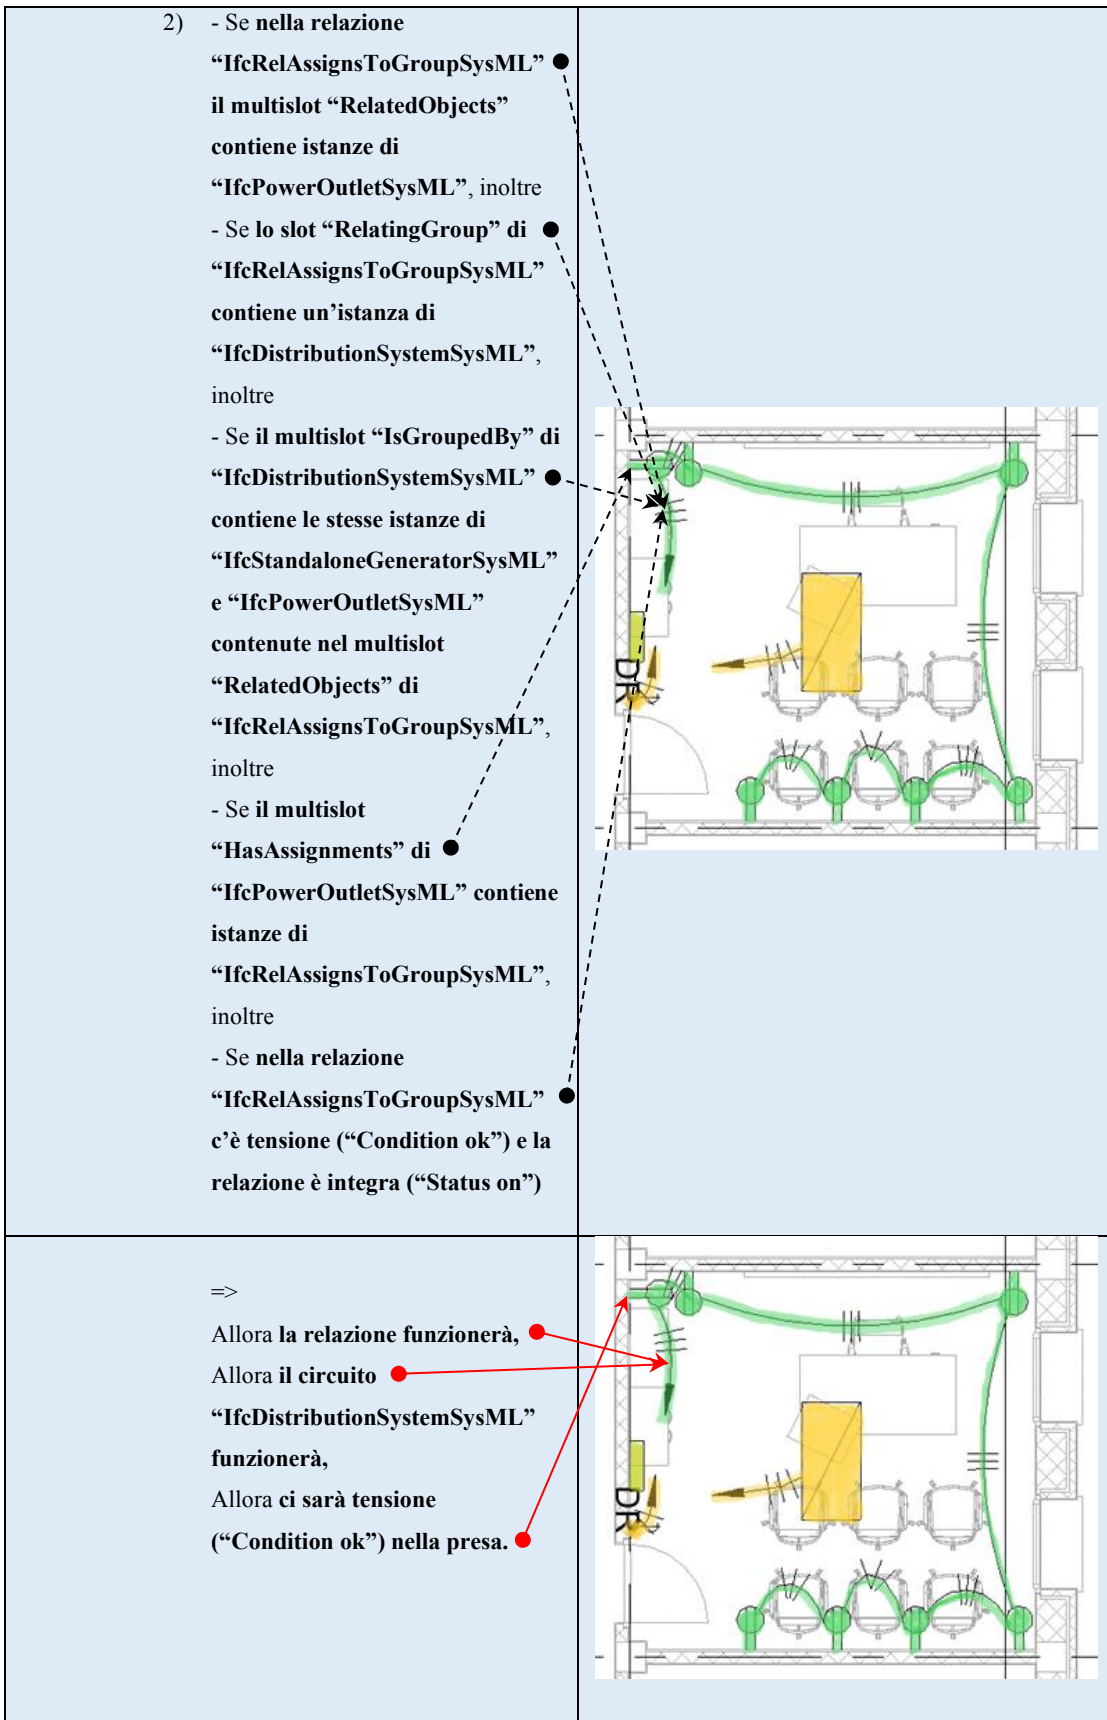 2) - Se nella relazione
“IfcRelAssignsToGroupSysML”
il multislot “RelatedObjects”
contiene istanze di
“IfcPowerOutletSysML”, inoltre
- Se lo slot “RelatingGroup” di
“IfcRelAssignsToGroupSysML”
contiene un’istanza di
“IfcDistributionSystemSysML”,
inoltre
- Se il multislot “IsGroupedBy” di
“IfcDistributionSystemSysML”
contiene le stesse istanze di
“IfcStandaloneGeneratorSysML”
e “IfcPowerOutletSysML”
contenute nel multislot
“RelatedObjects” di
“IfcRelAssignsToGroupSysML”,
inoltre
- Se il multislot
“HasAssignments” di
“IfcPowerOutletSysML” contiene
istanze di
“IfcRelAssignsToGroupSysML”,
inoltre
- Se nella relazione
“IfcRelAssignsToGroupSysML”
c’è tensione (“Condition ok”) e la
relazione è integra (“Status on”)
DR
=>
Allora la relazione funzionerà,
Allora il circuito
“IfcDistributionSystemSysML”
funzionerà,
Allora ci sarà tensione
(“Condition ok”) nella presa.
DR